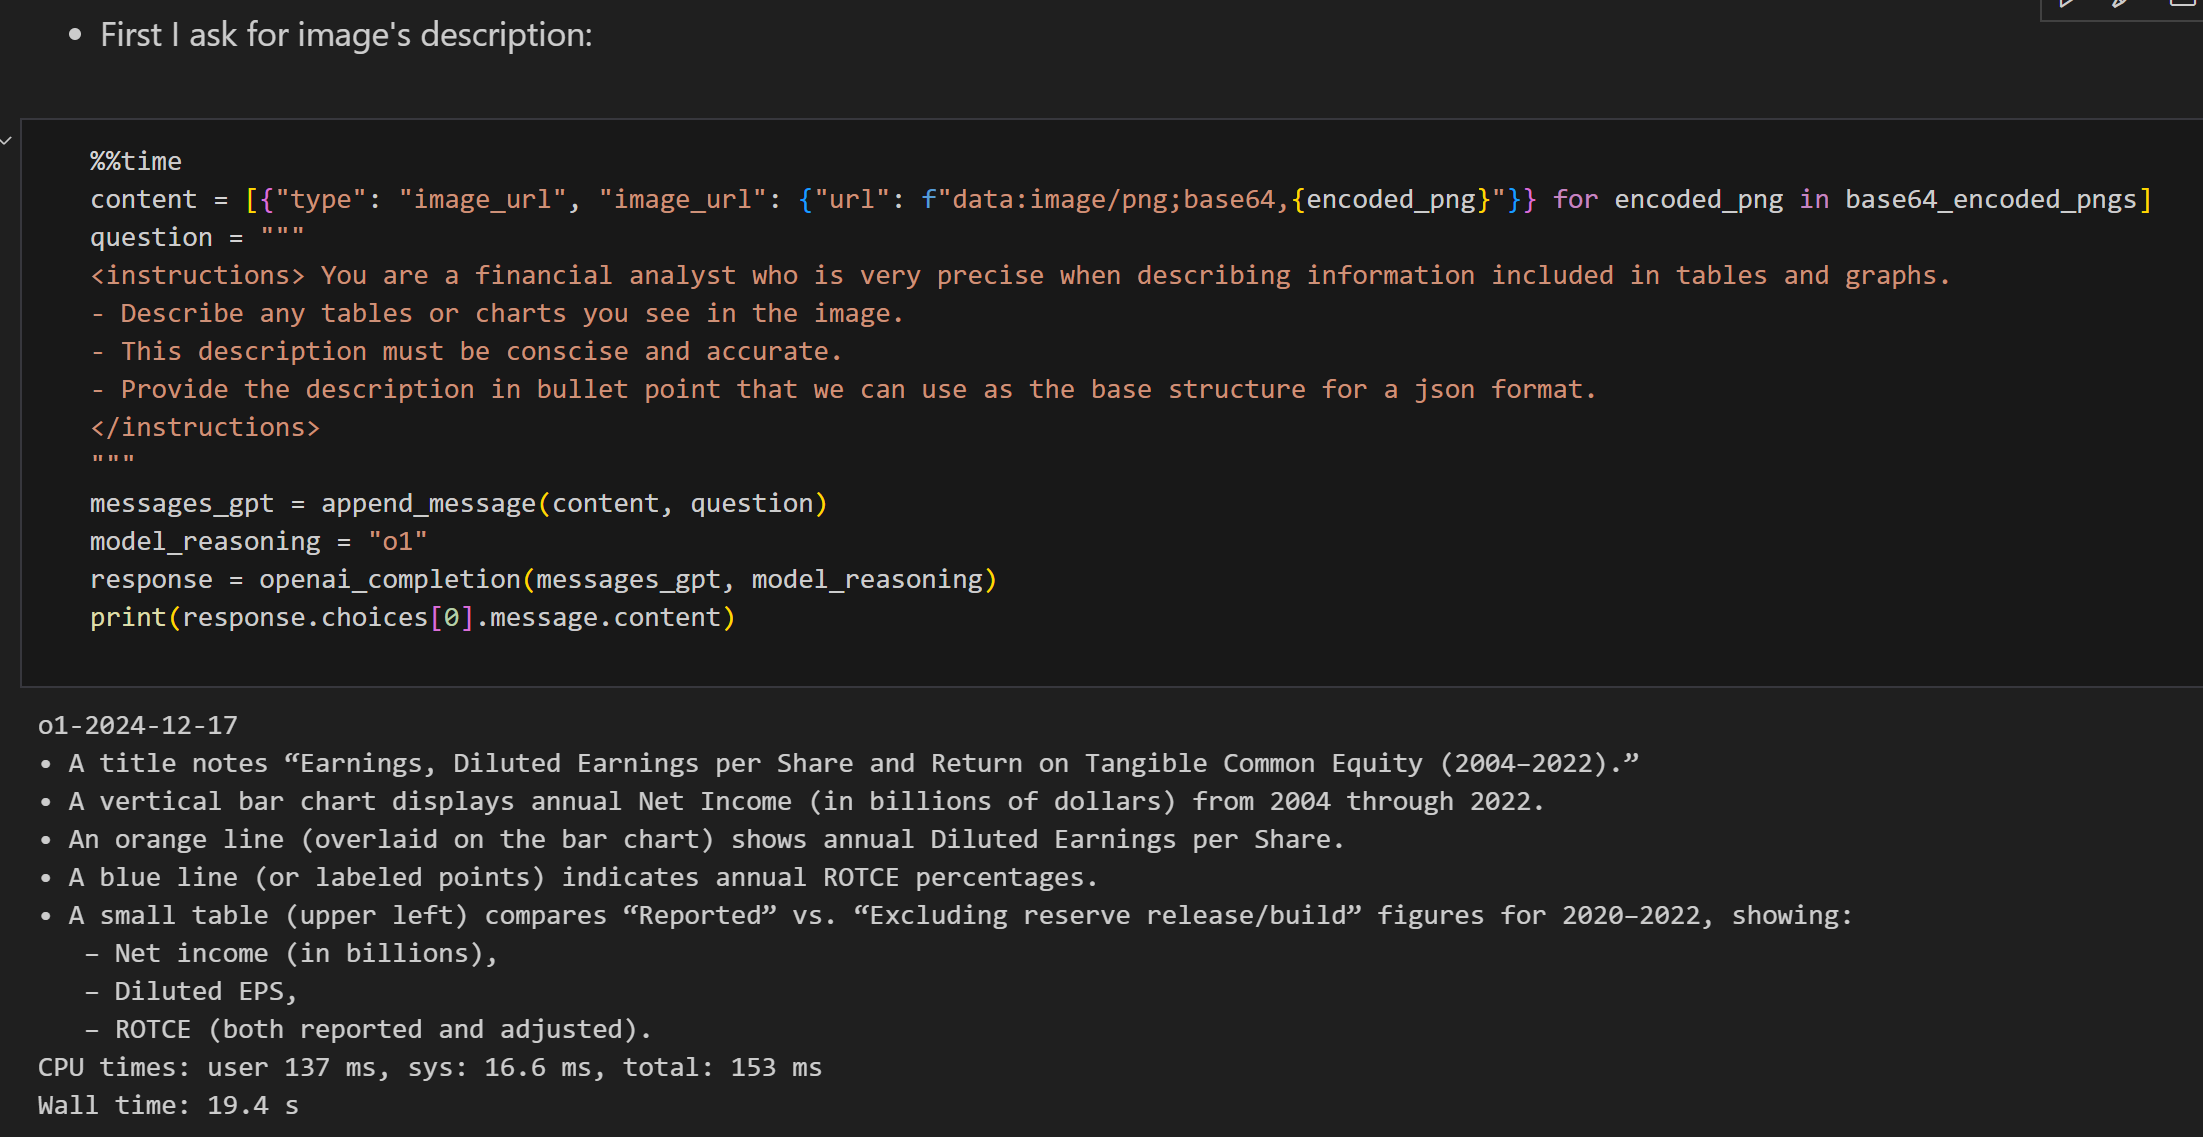 • First I ask for image's description:
%%time
content = [{"type": "image_url", "image_url": {"url": f"data:image/png;base64,{encoded_png}"}} for encoded_png in base64_encoded_pngs]
question = """
<instructions> You are a financial analyst who is very precise when describing information included in tables and graphs.
- Describe any tables or charts you see in the image.
- This description must be conscise and accurate.
- Provide the description in bullet point that we can use as the base structure for a json format.
</instructions>
"""
messages_gpt = append_message(content, question)
model_reasoning = "o1"
response = openai_completion(messages_gpt, model_reasoning)
print(response.choices[0].message.content)
o1-2024-12-17
• A title notes “Earnings, Diluted Earnings per Share and Return on Tangible Common Equity (2004–2022).”
• A vertical bar chart displays annual Net Income (in billions of dollars) from 2004 through 2022.
• An orange line (overlaid on the bar chart) shows annual Diluted Earnings per Share.
• A blue line (or labeled points) indicates annual ROTCE percentages.
• A small table (upper left) compares “Reported” vs. “Excluding reserve release/build” figures for 2020–2022, showing:
– Net income (in billions),
– Diluted EPS,
– ROTCE (both reported and adjusted).
CPU times: user 137 ms, sys: 16.6 ms, total: 153 ms
Wall time: 19.4 s